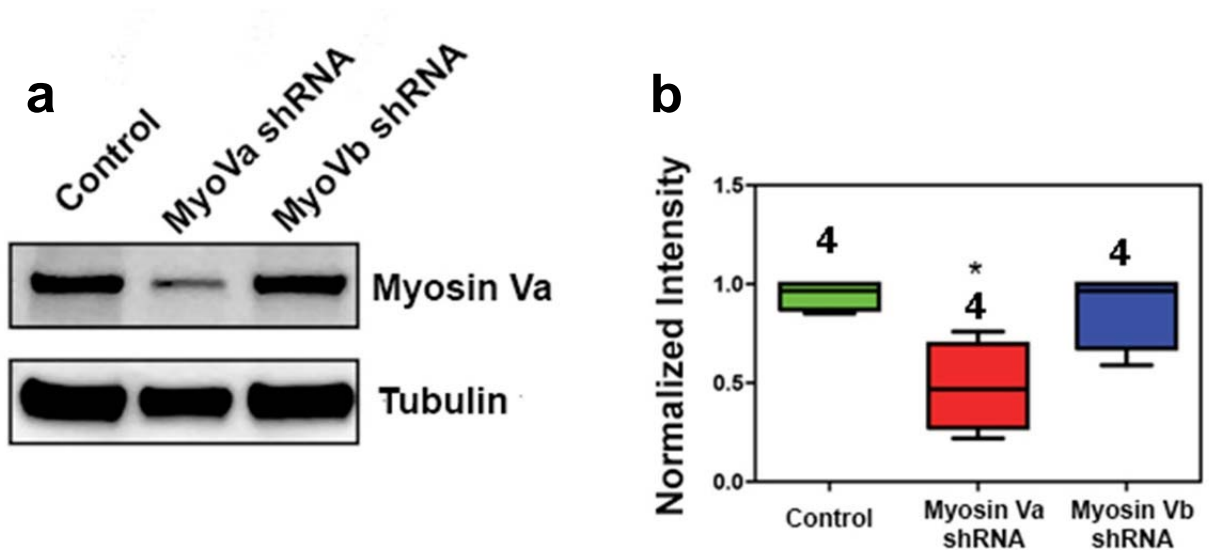 a
Control
MyoVa shRNA
MyoVb shRNA
Myosin Va
Tubulin
b
Normalized Intensity
1.5
1.0
0.5
0.0
4
*
4
4
Control
Myosin Va
shRNA
Myosin Vb
shRNA